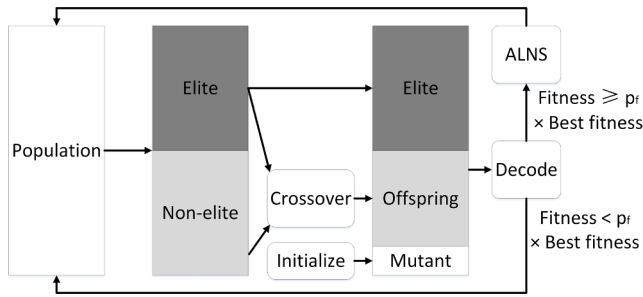 Elite
Elite
ALNS
Fitness ≥ pf
× Best fitness
Population
Decode
Non-elite
Crossover
Offspring
Fitness < pf
× Best fitness
Initialize
Mutant